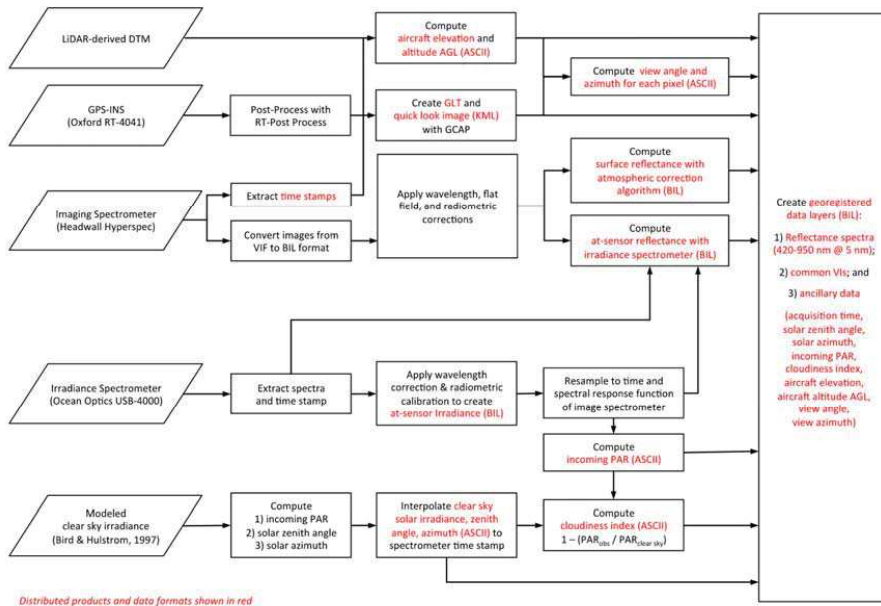 LiDAR-derived DTM
Compute
aircraft elevation and
altitude AGL (ASCII)
Compute view angle and
azimuth for each pixel (ASCII)
GPS-INS
(Oxford RT-4041)
Post-Process with
RT-Post Process
Create GLT and
quick look image (KML)
with GCAP
Imaging Spectrometer
(Headwall Hyperspec)
Extract time stamps
Convert images from
VIF to BIL format
Apply wavelength, flat
field, and radiometric
corrections
Compute
surface reflectance with
atmospheric correction
algorithm (BIL)
Compute
at-sensor reflectance with
irradiance spectrometer (BIL)
Irradiance Spectrometer
(Ocean Optics USB-4000)
Extract spectra
and time stamp
Apply wavelength
correction & radiometric
calibration to create
at-sensor Irradiance (BIL)
Resample to time and
spectral response function
of image spectrometer
Compute
incoming PAR (ASCII)
Modeled
clear sky irradiance
(Bird & Hulstrom, 1997)
Compute
1) incoming PAR
2) solar zenith angle
3) solar azimuth
Interpolate clear sky
solar irradiance, zenith
angle, azimuth (ASCII) to
spectrometer time stamp
Compute
cloudiness index (ASCII)
1 – (PARobs / PARclear sky)
Create georegistered
data layers (BIL):
1) Reflectance spectra
(420-950 nm @ 5 nm);
2) common VIs; and
3) ancillary data
(acquisition time,
solar zenith angle,
solar azimuth,
incoming PAR,
cloudiness index,
aircraft elevation,
aircraft altitude AGL,
view angle,
view azimuth)
Distributed products and data formats shown in red